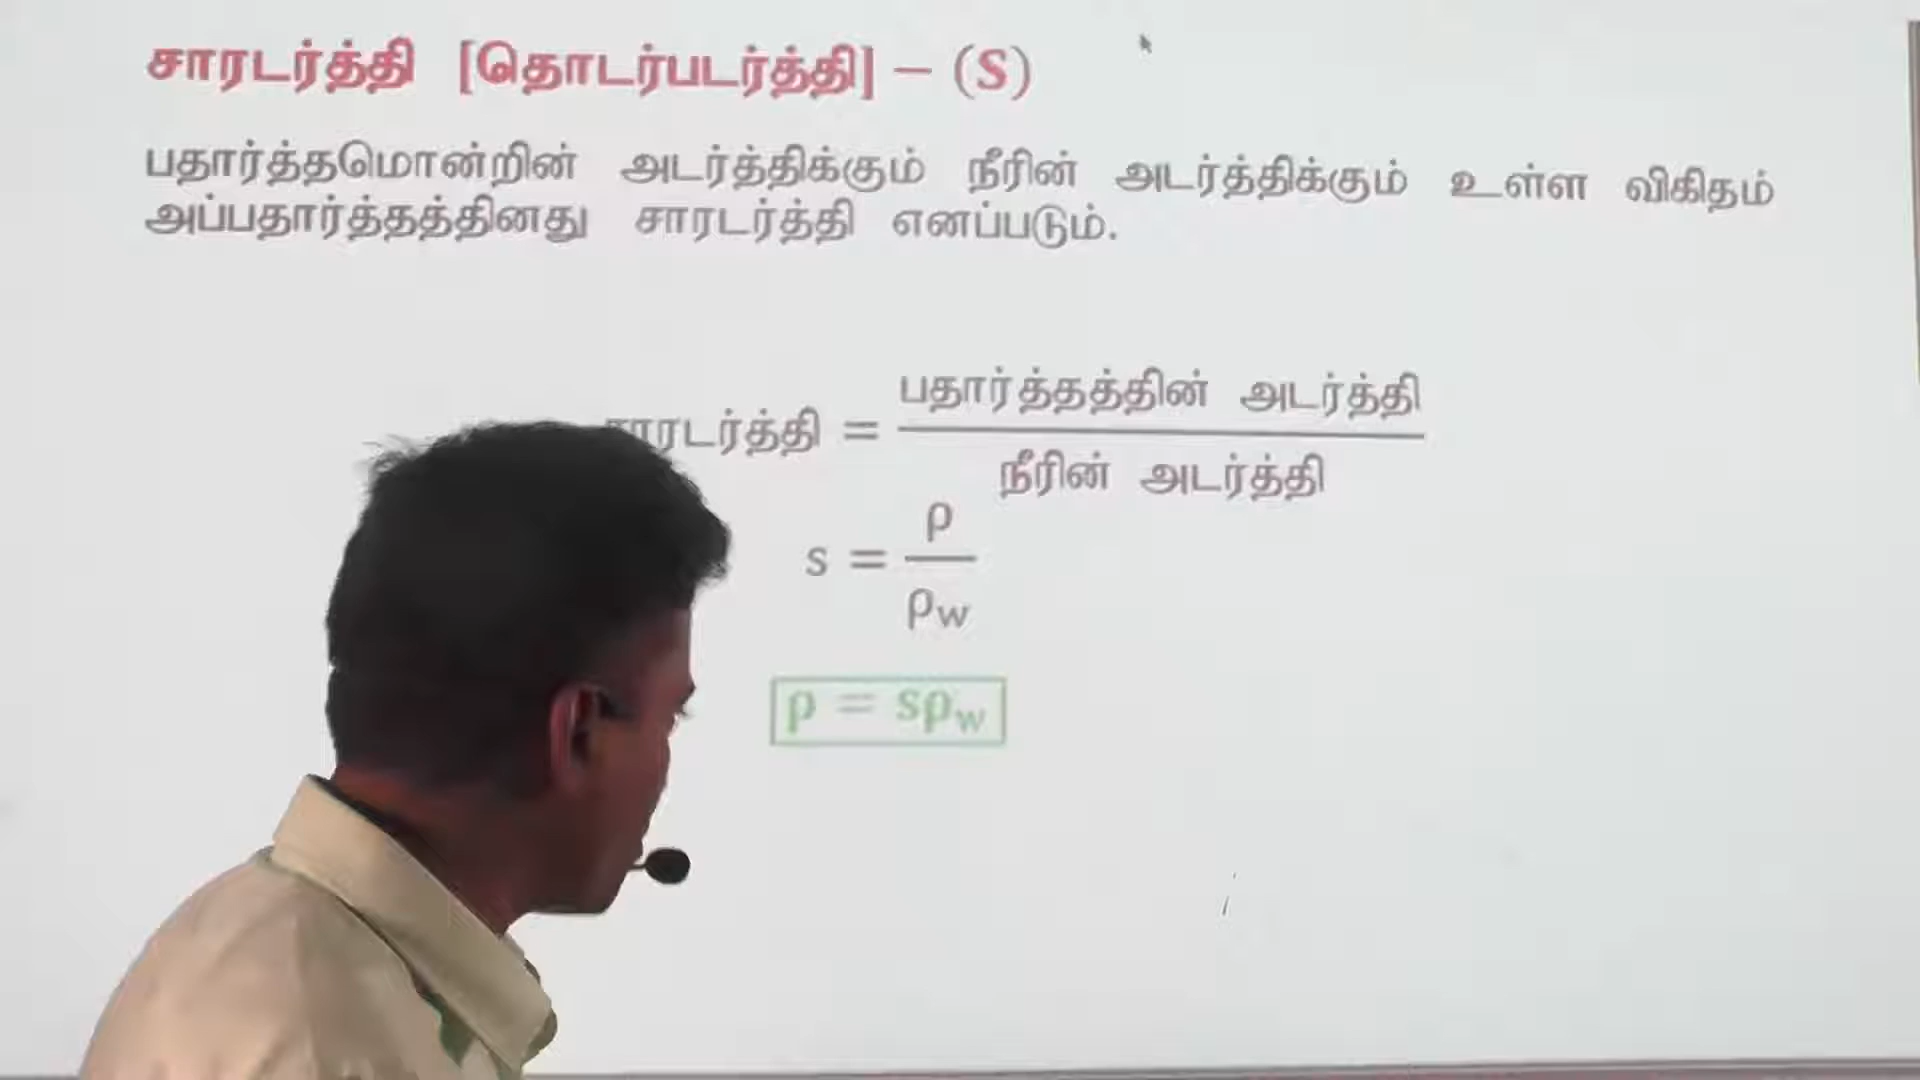 சாரடர்த்தி [தொடர்படர்த்தி] – (S)
பதார்த்தமொன்றின் அடர்த்திக்கும் நீரின் அடர்த்திக்கும் உள்ள விகிதம்
அப்பதார்த்தத்தினது சாரடர்த்தி எனப்படும்.
பதார்த்தத்தின் அடர்த்தி
சாரடர்த்தி =
நீரின் அடர்த்தி
s = ρ / ρw
ρ = sρw